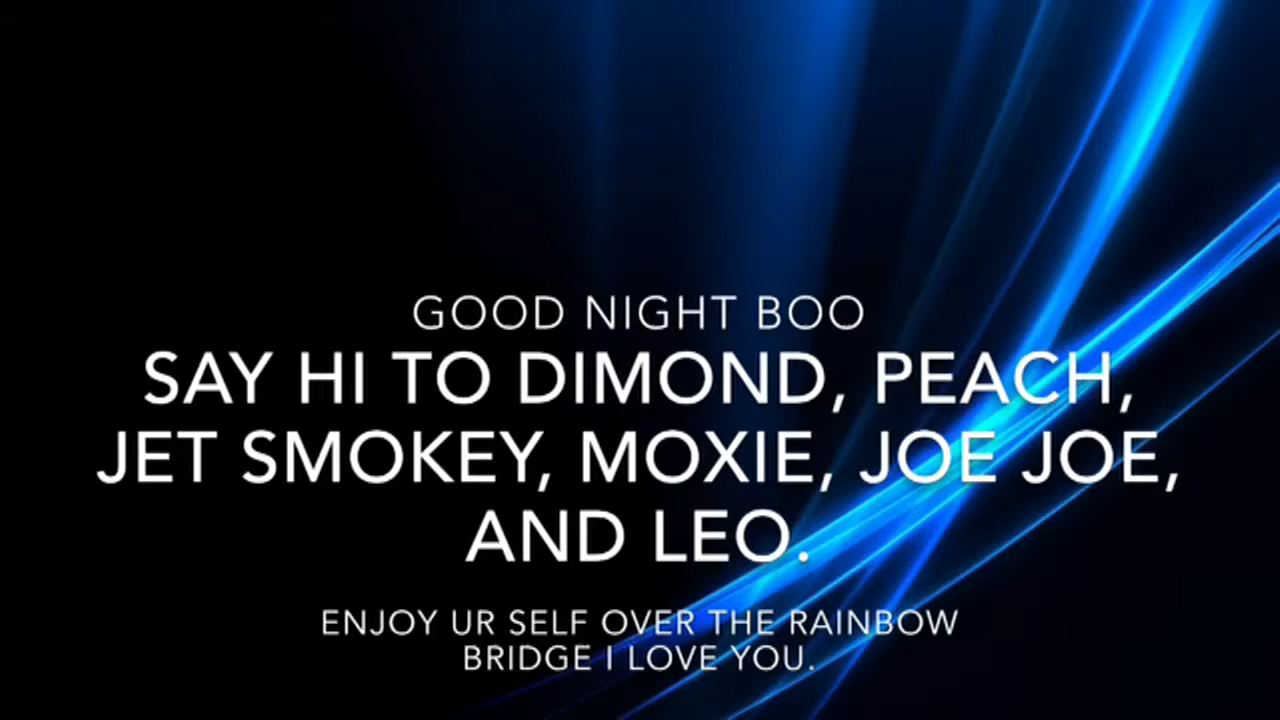 GOOD NIGHT BOO
SAY HI TO DIMOND, PEACH,
JET SMOKEY, MOXIE, JOE JOE,
AND LEO.
ENJOY UR SELF OVER THE RAINBOW
BRIDGE I LOVE YOU.